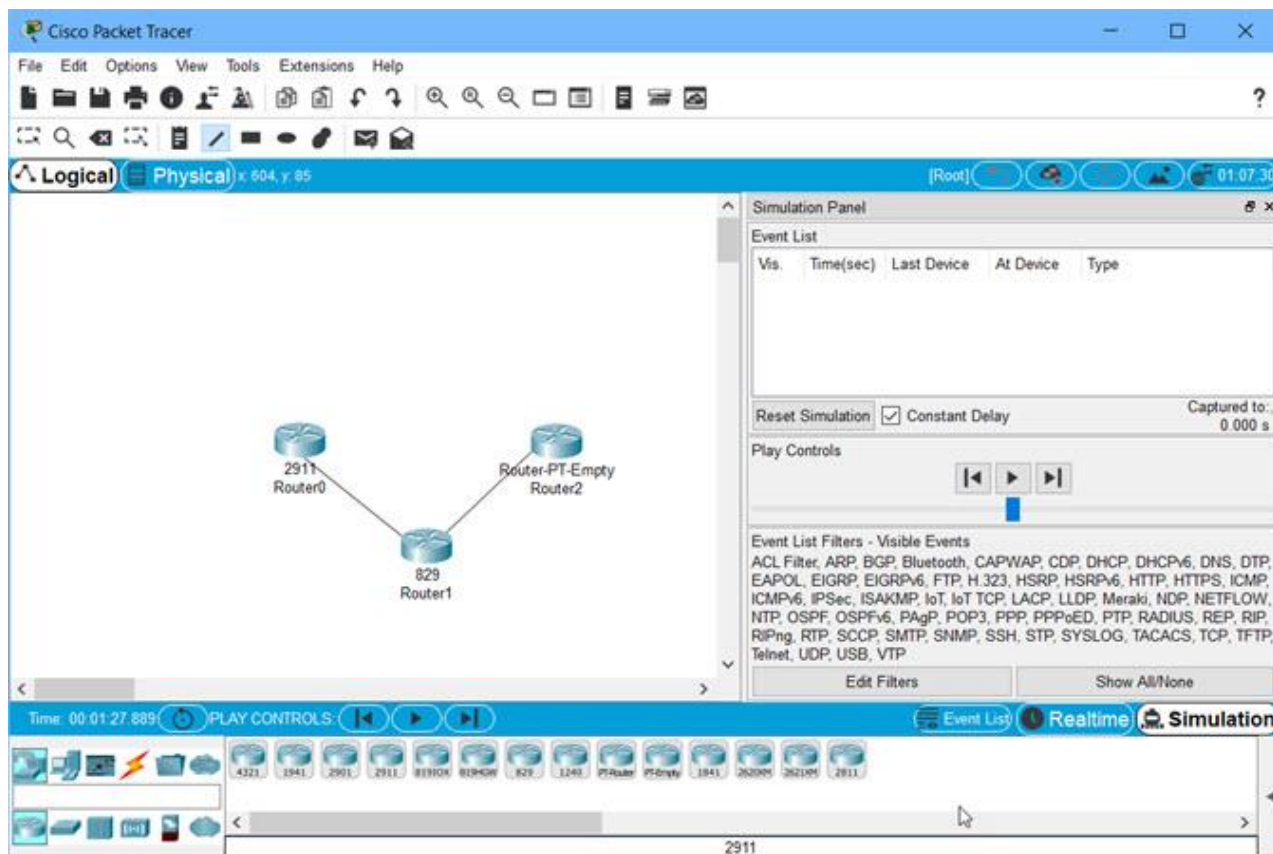 Cisco Packet Tracer
File Edit Options View Tools Extensions Help
?
Logical Physical x: 604, y: 85 [Root] 01:07:30
Simulation Panel
Event List
Vis. Time(sec) Last Device At Device Type
Reset Simulation Constant Delay Captured to:
0.000 s
Play Controls
2911
Router0
Router-PT-Empty
Router2
829
Router1
Event List Filters - Visible Events
ACL Filter, ARP, BGP, Bluetooth, CAPWAP, CDP, DHCP, DHCPv6, DNS, DTP,
EAPOL, EIGRP, EIGRPv6, FTP, H.323, HSRP, HSRPv6, HTTP, HTTPS, ICMP,
ICMPv6, IPSec, ISAKMP, IoT, IoT TCP, LACP, LLDP, Meraki, NDP, NETFLOW,
NTP, OSPF, OSPFv6, PAgP, POP3, PPP, PPPoED, PTP, RADIUS, REP, RIP,
RIPng, RTP, SCCP, SMTP, SNMP, SSH, STP, SYSLOG, TACACS, TCP, TFTP,
Telnet, UDP, USB, VTP
Edit Filters Show All/None
Time: 00:01:27.889 PLAY CONTROLS: Event List Realtime Simulation
4321 1941 2901 2911 819IOX 819HGW 829 1240 PT-Router PT-Empty 1841 2620XM 2621XM 2811
2911